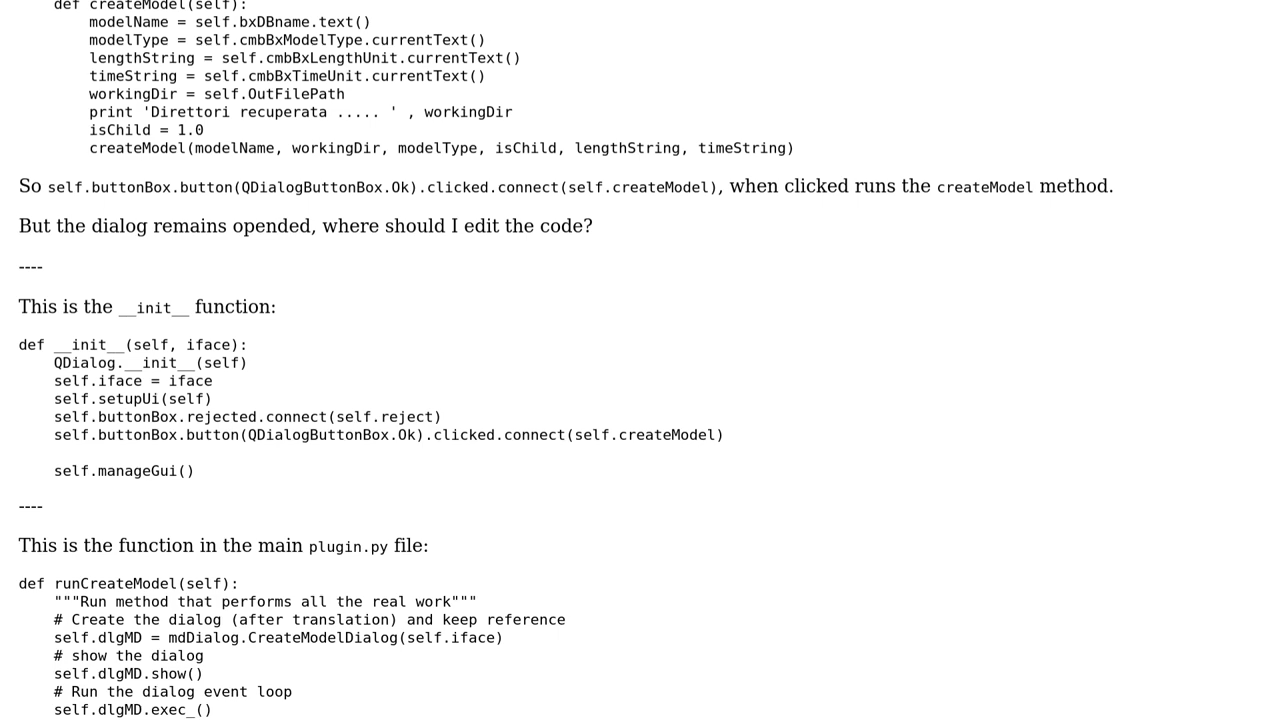 def createModel(self):
modelName = self.bxDBname.text()
modelType = self.cmbBxModelType.currentText()
lengthString = self.cmbBxLengthUnit.currentText()
timeString = self.cmbBxTimeUnit.currentText()
workingDir = self.OutFilePath
print 'Direttori recuperata ..... ' , workingDir
isChild = 1.0
createModel(modelName, workingDir, modelType, isChild, lengthString, timeString)
So self.buttonBox.button(QDialogButtonBox.Ok).clicked.connect(self.createModel), when clicked runs the createModel method.
But the dialog remains opended, where should I edit the code?
----
This is the __init__ function:
def __init__(self, iface):
QDialog.__init__(self)
self.iface = iface
self.setupUi(self)
self.buttonBox.rejected.connect(self.reject)
self.buttonBox.button(QDialogButtonBox.Ok).clicked.connect(self.createModel)
self.manageGui()
----
This is the function in the main plugin.py file:
def runCreateModel(self):
"""Run method that performs all the real work"""
# Create the dialog (after translation) and keep reference
self.dlgMD = mdDialog.CreateModelDialog(self.iface)
# show the dialog
self.dlgMD.show()
# Run the dialog event loop
self.dlgMD.exec_()